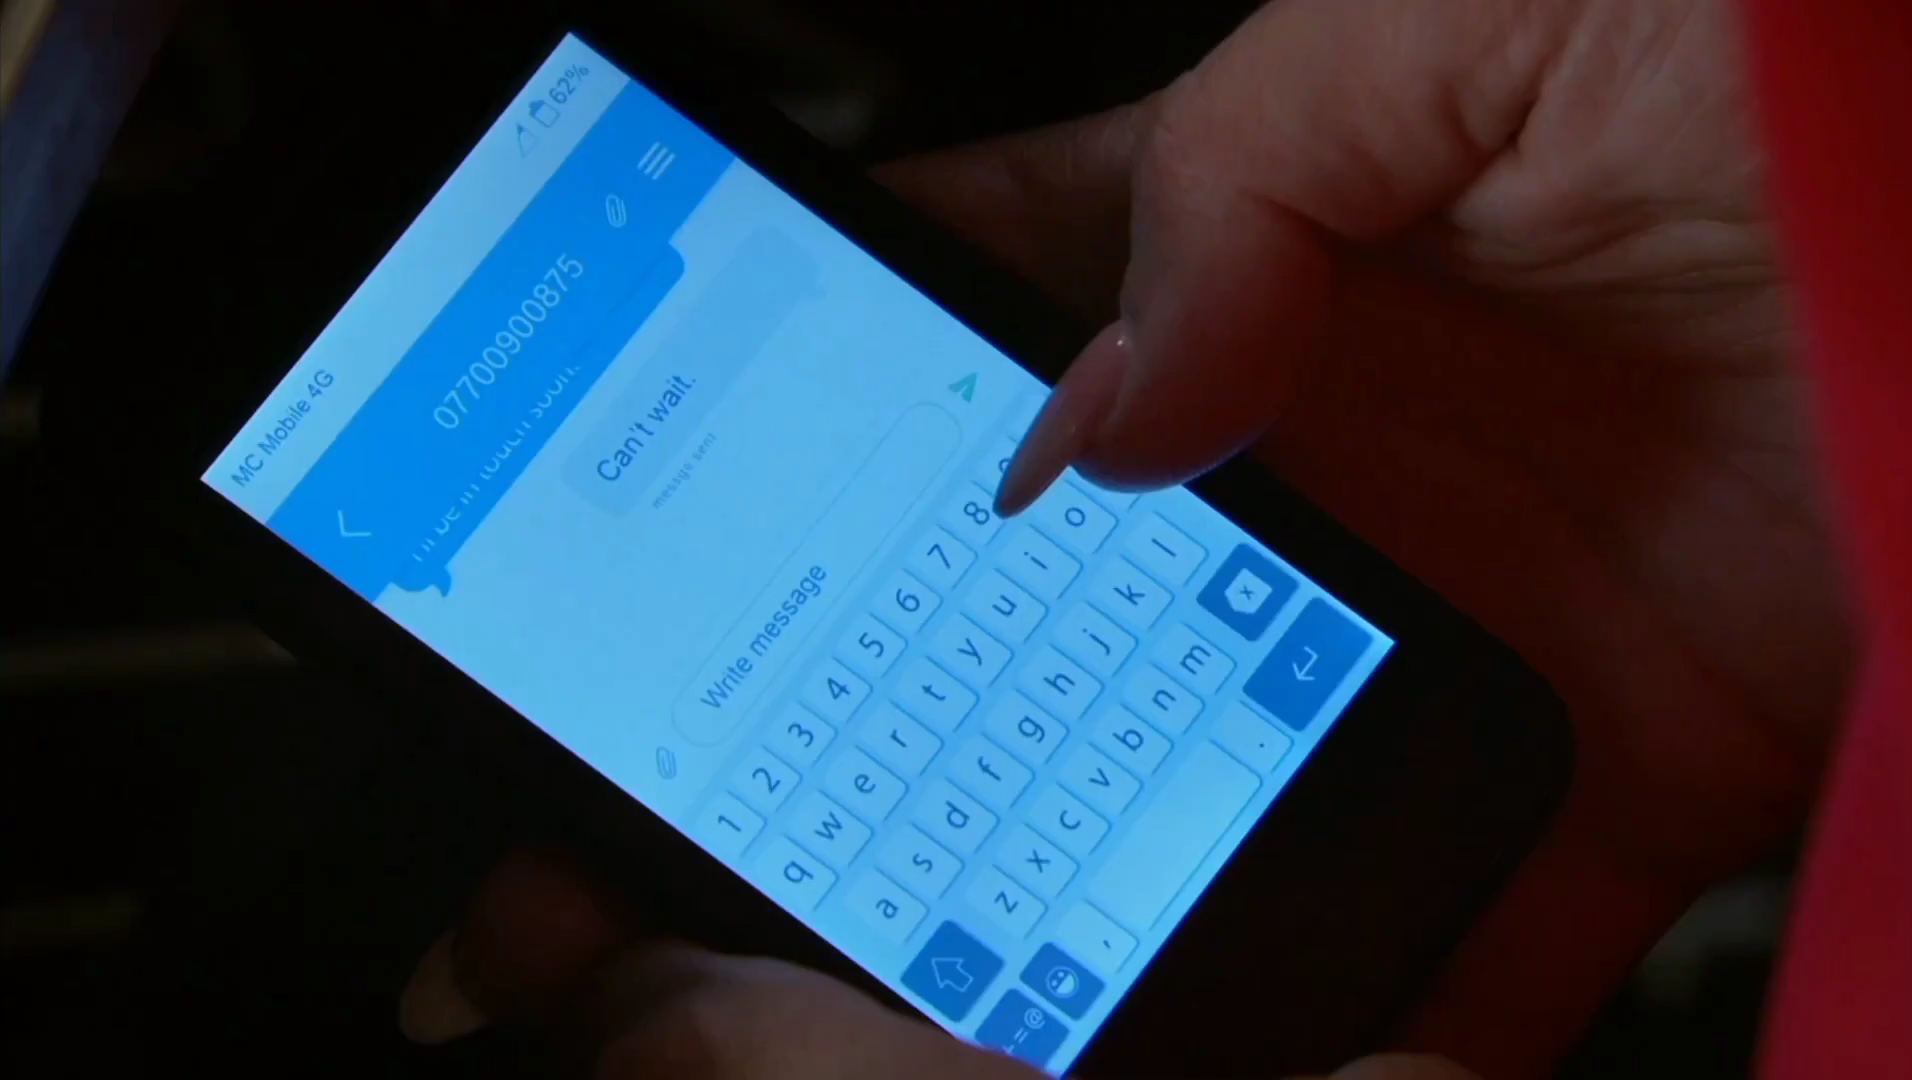 MC Mobile 4G 62%
07700900875
I'll be in touch soon.
Can't wait.
message sent
Write message
1 2 3 4 5 6 7 8
q w e r t y u i o
a s d f g h j k l
z x c v b n m
, .
= @